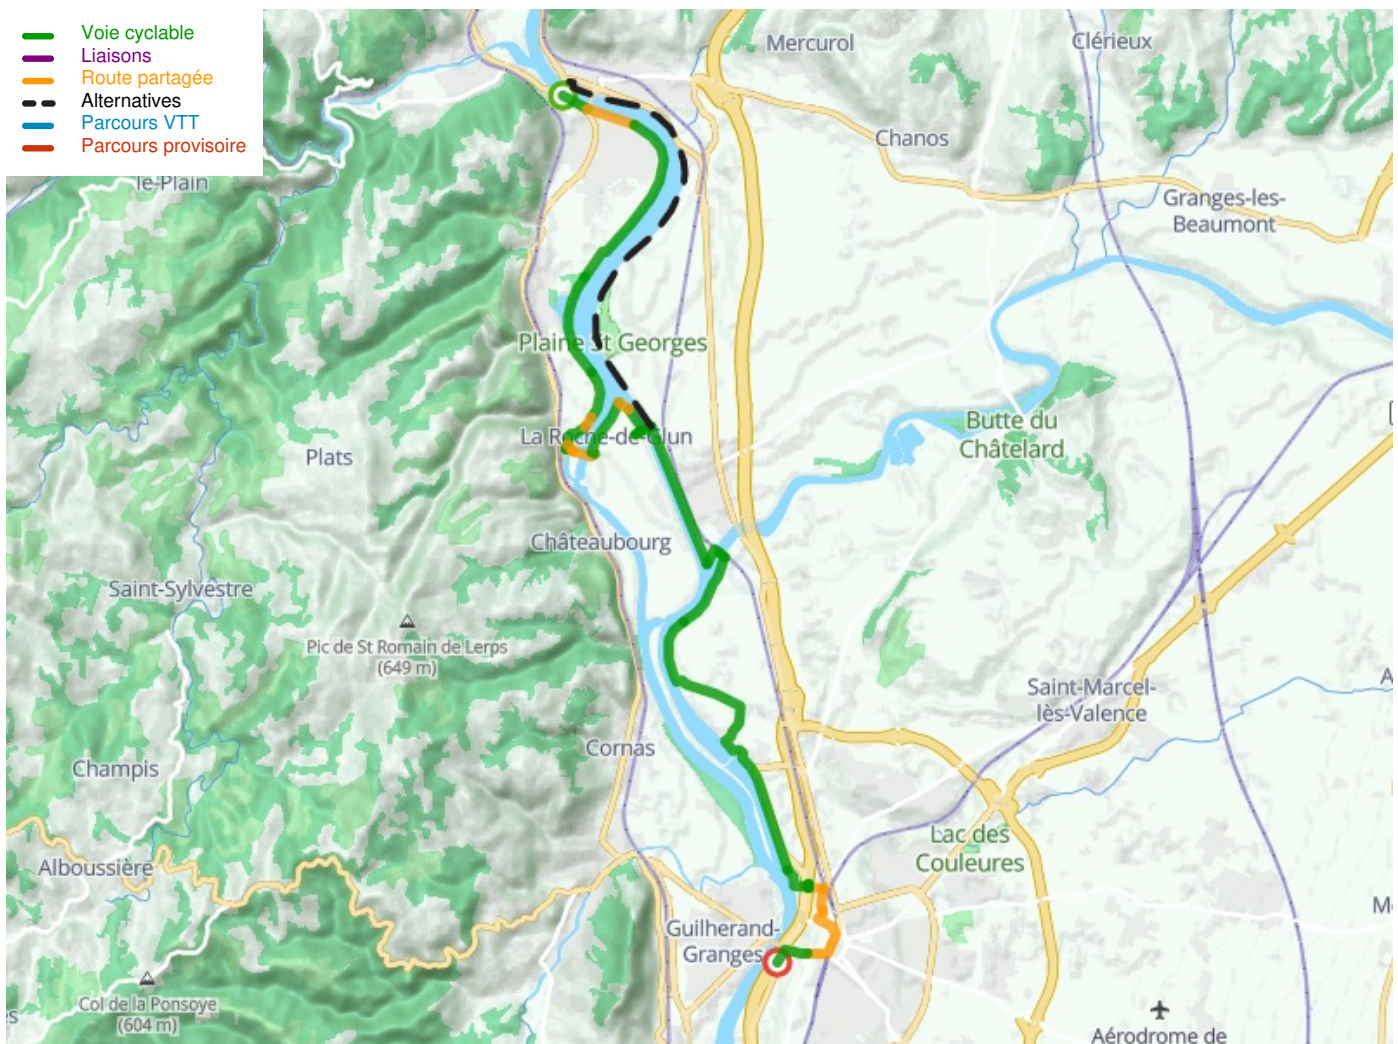 Voie cyclable
Liaisons
Route partagée
Alternatives
Parcours VTT
Parcours provisoire
Mercurol
Clérieux
Chanos
le-Plain
Granges-les-
Beaumont
Plaine St Georges
La Roche-de-Glun
Butte du
Châtelard
Plats
Châteaubourg
Saint-Sylvestre
Pic de St Romain de Lerps
(649 m)
Saint-Marcel-
lès-Valence
A
Cornas
Champis
Lac des
Couleures
Alboussière
Guilherand-
Granges
Col de la Ponsoye
(604 m)
Aérodrome de